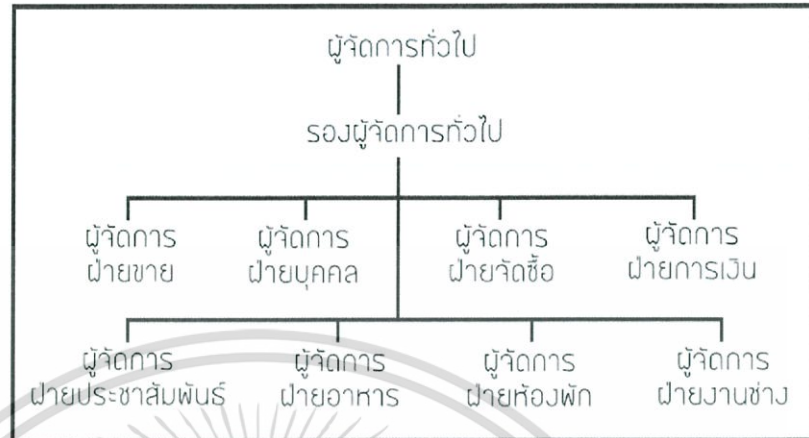 ผู้จัดการทั่วไป
รองผู้จัดการทั่วไป
ผู้จัดการ ผู้จัดการ ผู้จัดการ ผู้จัดการ
ฝ่ายขาย ฝ่ายบุคคล ฝ่ายจัดซื้อ ฝ่ายการเงิน
ผู้จัดการ ผู้จัดการ ผู้จัดการ ผู้จัดการ
ฝ่ายประชาสัมพันธ์ ฝ่ายอาหาร ฝ่ายห้องพัก ฝ่ายงานช่าง